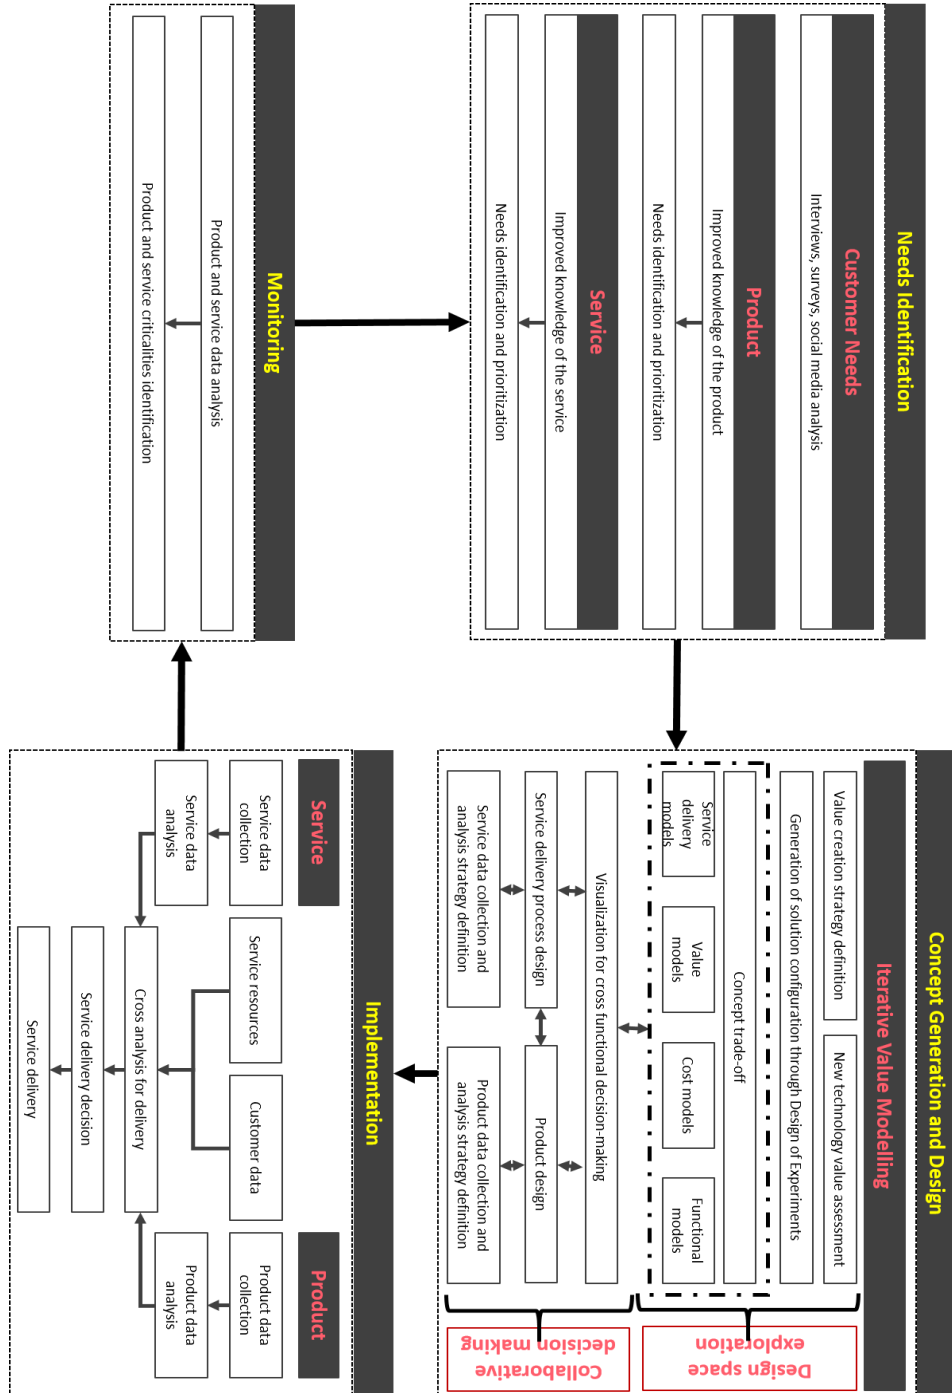 Needs Identification
Customer Needs
Interviews, surveys, social media analysis
Product
Improved knowledge of the product
Needs identification and prioritization
Service
Improved knowledge of the service
Needs identification and prioritization
Concept Generation and Design
Iterative Value Modelling
Value creation strategy definition
New technology value assessment
Generation of solution configuration through Design of Experiments
Concept trade-off
Service
delivery
models
Value
models
Cost models
Functional
models
Design space
exploration
Visualization for cross functional decision-making
Service delivery process design
Product design
Service data collection and
analysis strategy definition
Product data collection and
analysis strategy definition
Collaborative
decision making
Monitoring
Product and service data analysis
Product and service criticalities identification
Implementation
Service
Service data
collection
Service data
analysis
Service resources
Customer data
Product
Product data
collection
Product data
analysis
Cross analysis for delivery
Service delivery decision
Service delivery